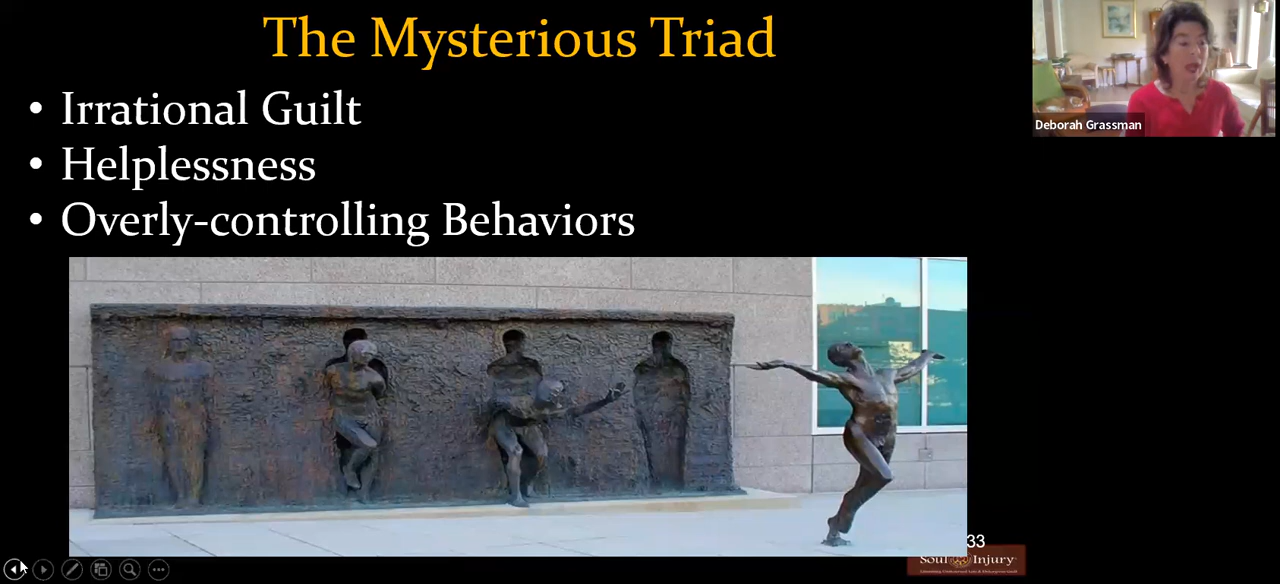 The Mysterious Triad
• Irrational Guilt
• Helplessness
• Overly-controlling Behaviors
Deborah Grassman
33
Soul Injury